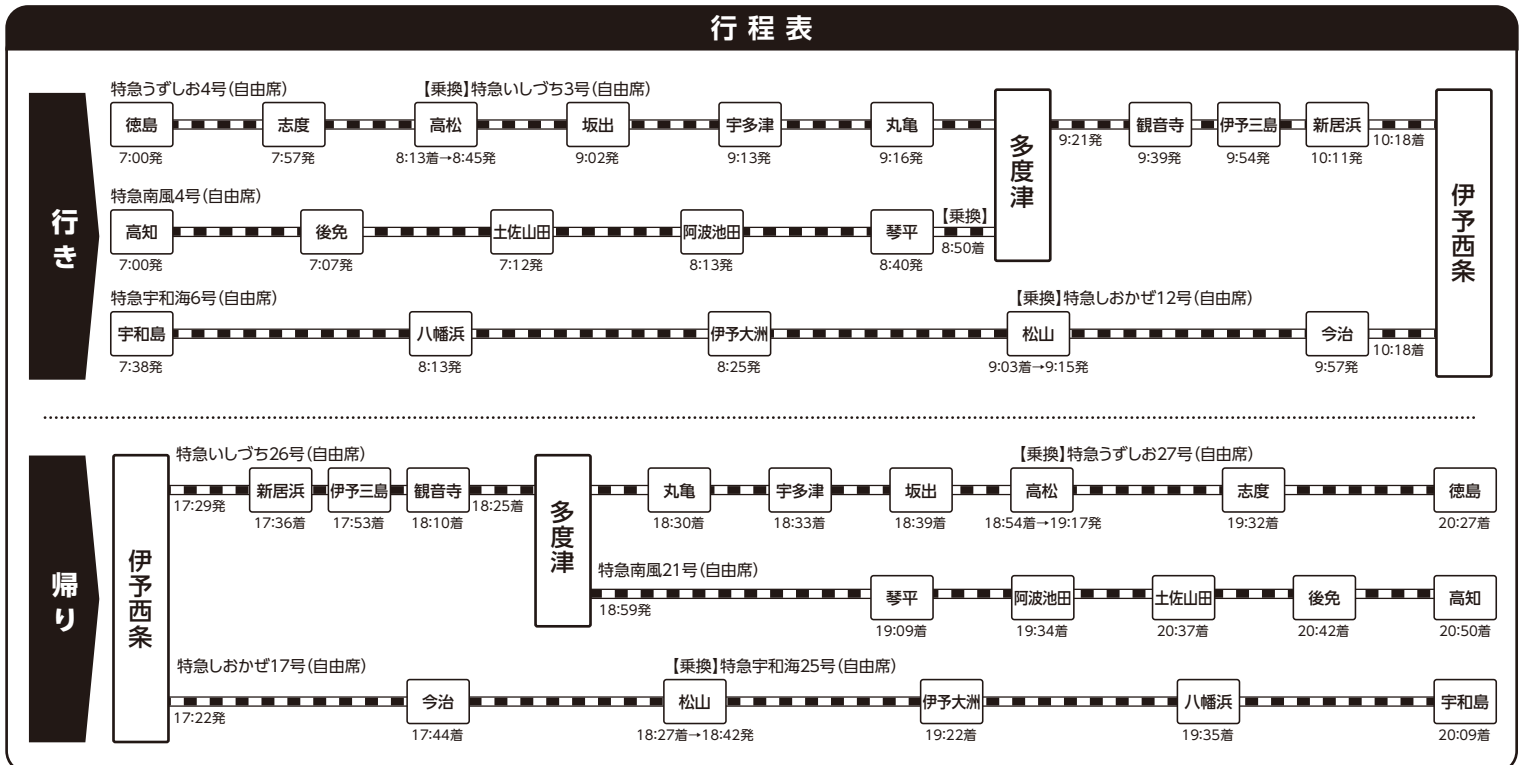 行程表
行き
特急うずしお4号(自由席)
【乗換】特急いしづち3号(自由席)
徳島
志度
高松
坂出
宇多津
丸亀
多度津
観音寺
伊予三島
新居浜
伊予西条
7:00発
7:57発
8:13着→8:45発
9:02発
9:13発
9:16発
9:21発
9:39発
9:54発
10:11発
10:18着
特急南風4号(自由席)
高知
後免
土佐山田
阿波池田
琴平
【乗換】
7:00発
7:07発
7:12発
8:13発
8:40発
8:50着
特急宇和海6号(自由席)
【乗換】特急しおかぜ12号(自由席)
宇和島
八幡浜
伊予大洲
松山
今治
7:38発
8:13発
8:25発
9:03着→9:15発
9:57発
10:18着
帰り
伊予西条
特急いしづち26号(自由席)
【乗換】特急うずしお27号(自由席)
新居浜
伊予三島
観音寺
多度津
丸亀
宇多津
坂出
高松
志度
徳島
17:29発
17:36着
17:53着
18:10着
18:25着
18:30着
18:33着
18:39着
18:54着→19:17発
19:32着
20:27着
特急南風21号(自由席)
18:59発
琴平
阿波池田
土佐山田
後免
高知
19:09着
19:34着
20:37着
20:42着
20:50着
特急しおかぜ17号(自由席)
【乗換】特急宇和海25号(自由席)
今治
松山
伊予大洲
八幡浜
宇和島
17:22発
17:44着
18:27着→18:42発
19:22着
19:35着
20:09着